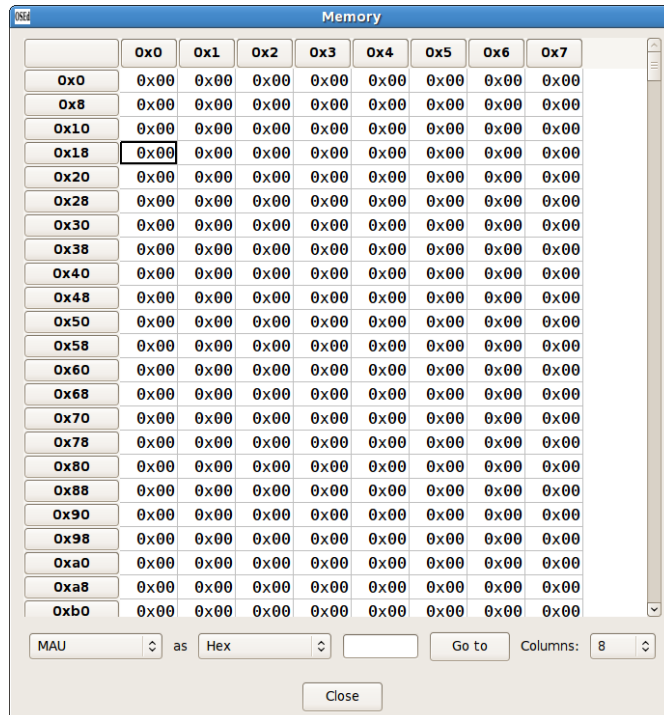 OSEd Memory
0x0 0x1 0x2 0x3 0x4 0x5 0x6 0x7
0x0 0x00 0x00 0x00 0x00 0x00 0x00 0x00 0x00
0x8 0x00 0x00 0x00 0x00 0x00 0x00 0x00 0x00
0x10 0x00 0x00 0x00 0x00 0x00 0x00 0x00 0x00
0x18 0x00 0x00 0x00 0x00 0x00 0x00 0x00 0x00
0x20 0x00 0x00 0x00 0x00 0x00 0x00 0x00 0x00
0x28 0x00 0x00 0x00 0x00 0x00 0x00 0x00 0x00
0x30 0x00 0x00 0x00 0x00 0x00 0x00 0x00 0x00
0x38 0x00 0x00 0x00 0x00 0x00 0x00 0x00 0x00
0x40 0x00 0x00 0x00 0x00 0x00 0x00 0x00 0x00
0x48 0x00 0x00 0x00 0x00 0x00 0x00 0x00 0x00
0x50 0x00 0x00 0x00 0x00 0x00 0x00 0x00 0x00
0x58 0x00 0x00 0x00 0x00 0x00 0x00 0x00 0x00
0x60 0x00 0x00 0x00 0x00 0x00 0x00 0x00 0x00
0x68 0x00 0x00 0x00 0x00 0x00 0x00 0x00 0x00
0x70 0x00 0x00 0x00 0x00 0x00 0x00 0x00 0x00
0x78 0x00 0x00 0x00 0x00 0x00 0x00 0x00 0x00
0x80 0x00 0x00 0x00 0x00 0x00 0x00 0x00 0x00
0x88 0x00 0x00 0x00 0x00 0x00 0x00 0x00 0x00
0x90 0x00 0x00 0x00 0x00 0x00 0x00 0x00 0x00
0x98 0x00 0x00 0x00 0x00 0x00 0x00 0x00 0x00
0xa0 0x00 0x00 0x00 0x00 0x00 0x00 0x00 0x00
0xa8 0x00 0x00 0x00 0x00 0x00 0x00 0x00 0x00
0xb0 0x00 0x00 0x00 0x00 0x00 0x00 0x00 0x00
MAU as Hex Go to Columns: 8
Close